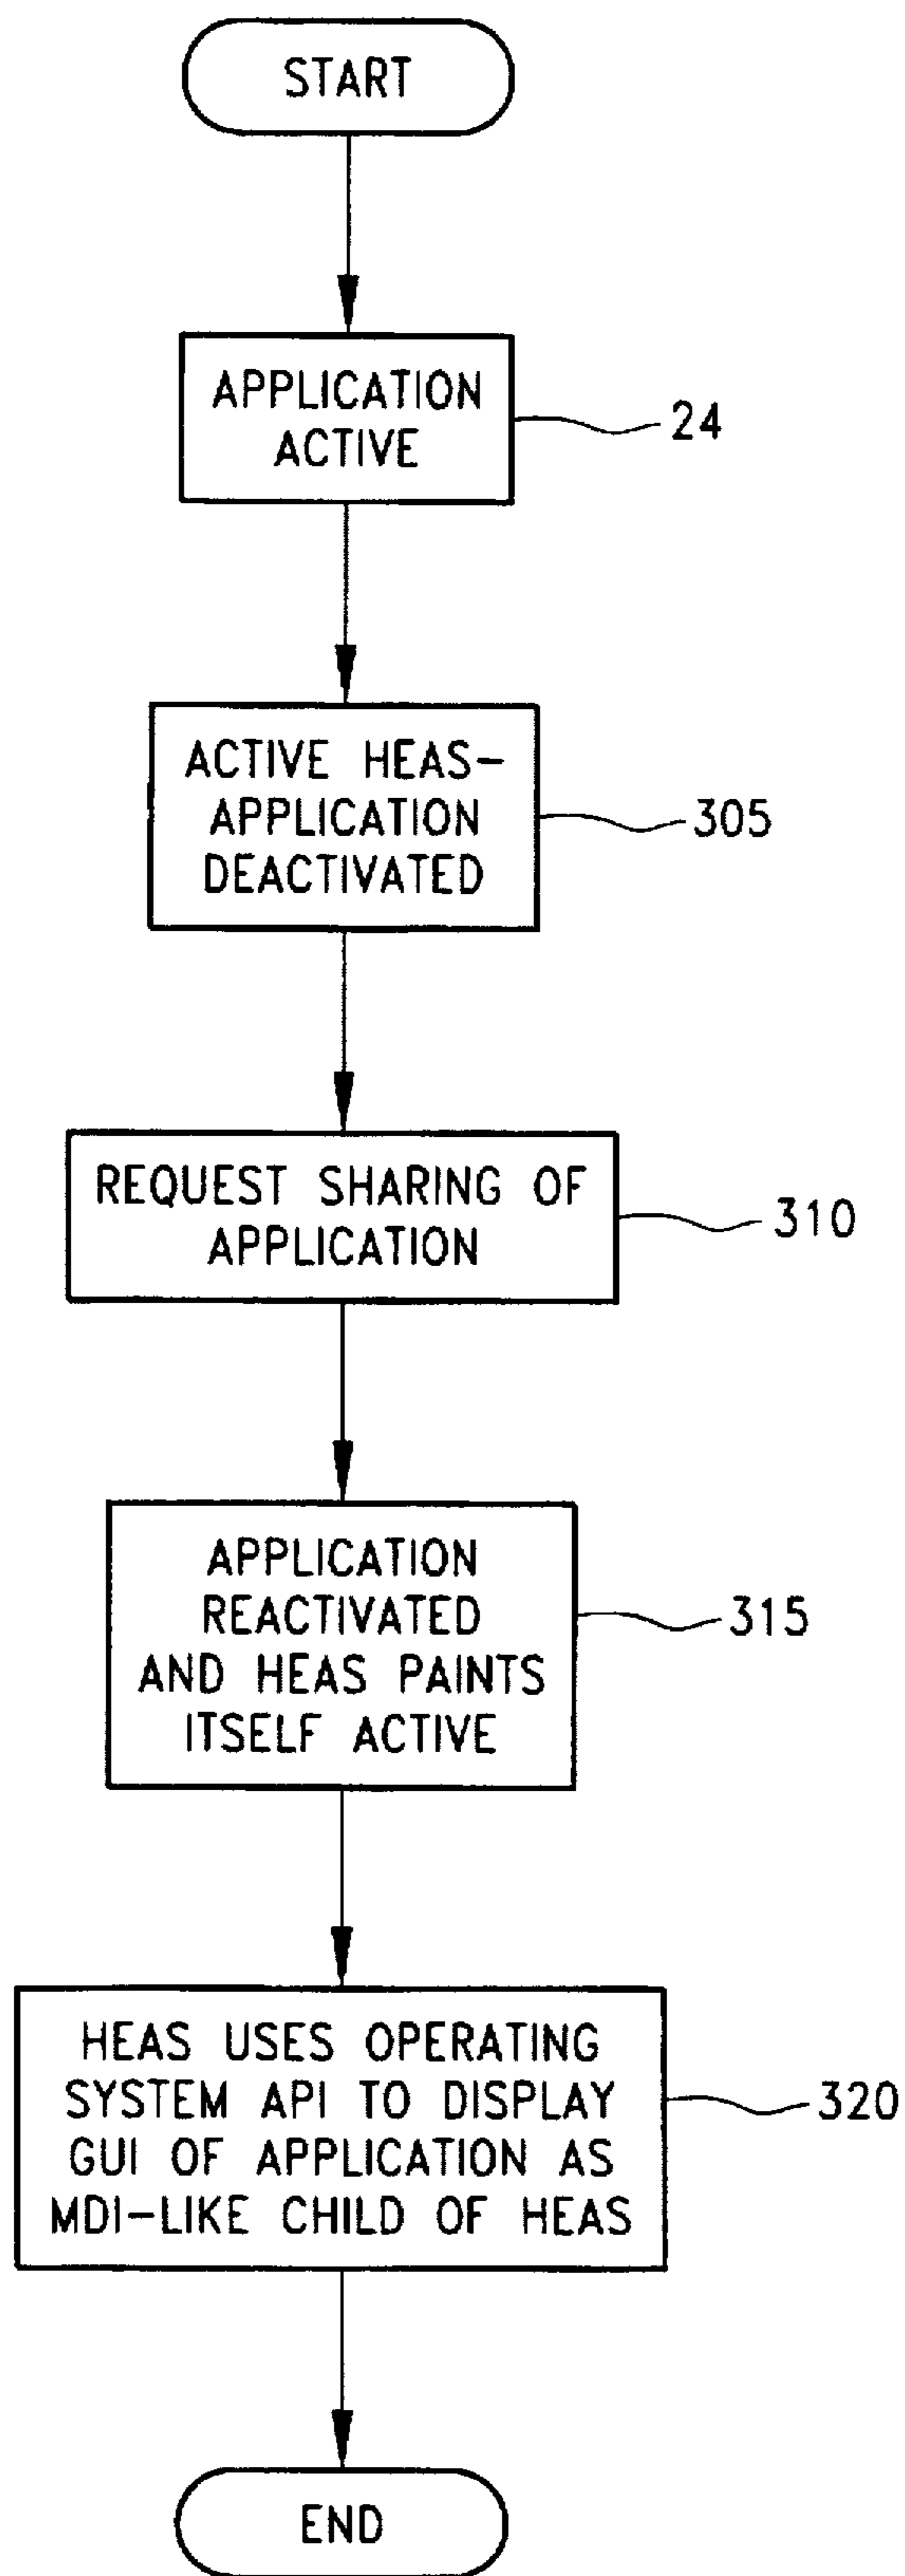 START
APPLICATION
ACTIVE
24
ACTIVE HEAS-
APPLICATION
DEACTIVATED
305
REQUEST SHARING OF
APPLICATION
310
APPLICATION
REACTIVATED
AND HEAS PAINTS
ITSELF ACTIVE
315
HEAS USES OPERATING
SYSTEM API TO DISPLAY
GUI OF APPLICATION AS
MDI-LIKE CHILD OF HEAS
320
END